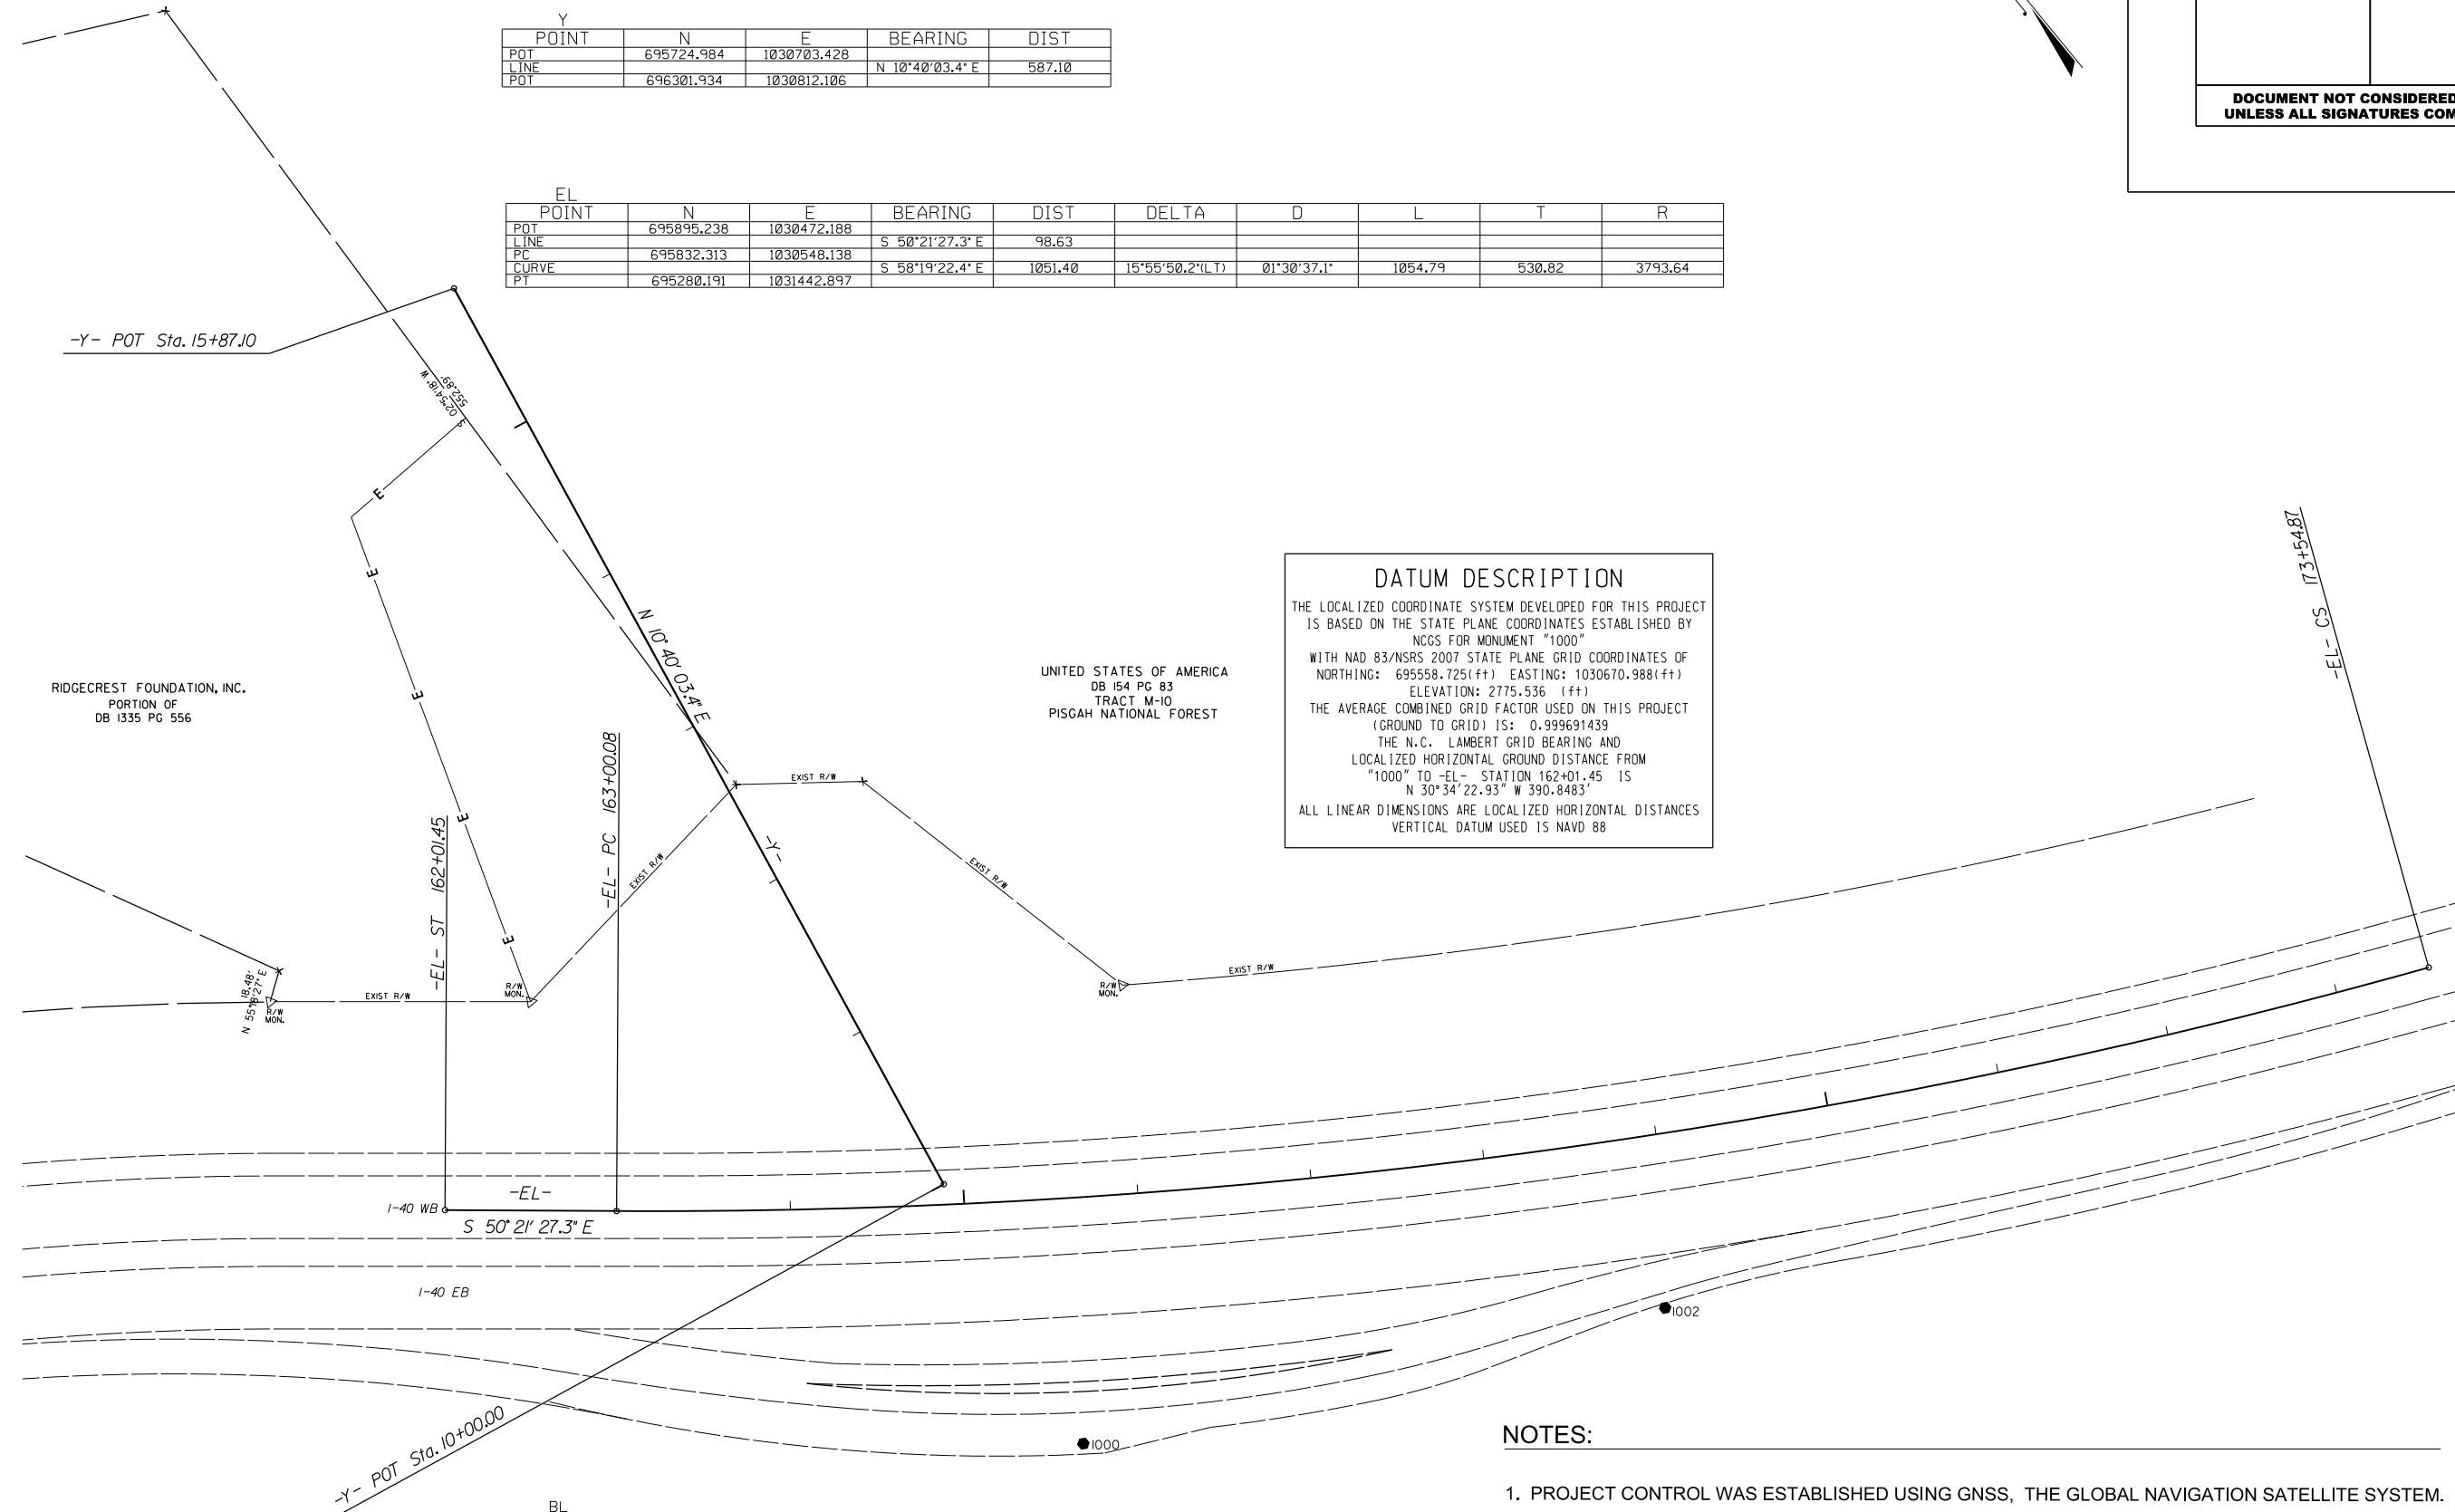 Y
POINT N E BEARING DIST
POT 695724.984 1030703.428
LINE N 10°40'03.4" E 587.10
POT 696301.934 1030812.106
DOCUMENT NOT CONSIDERED
UNLESS ALL SIGNATURES COM
EL
POINT N E BEARING DIST DELTA D L T R
POT 695895.238 1030472.188
LINE S 50°21'27.3" E 98.63
PC 695832.313 1030548.138
CURVE S 58°19'22.4" E 1051.40 15°55'50.2"(LT) 01°30'37.1" 1054.79 530.82 3793.64
PT 695280.191 1031442.897
-Y- POT Sta. 15+87.10
S 02°54'18" W
552.89'
E
E
E
E
E
N 10° 40' 03.4" E
-Y-
RIDGECREST FOUNDATION, INC.
PORTION OF
DB 1335 PG 556
UNITED STATES OF AMERICA
DB 154 PG 83
TRACT M-10
PISGAH NATIONAL FOREST
DATUM DESCRIPTION
THE LOCALIZED COORDINATE SYSTEM DEVELOPED FOR THIS PROJECT
IS BASED ON THE STATE PLANE COORDINATES ESTABLISHED BY
NCGS FOR MONUMENT "1000"
WITH NAD 83/NSRS 2007 STATE PLANE GRID COORDINATES OF
NORTHING: 695558.725(ft) EASTING: 1030670.988(ft)
ELEVATION: 2775.536 (ft)
THE AVERAGE COMBINED GRID FACTOR USED ON THIS PROJECT
(GROUND TO GRID) IS: 0.999691439
THE N.C. LAMBERT GRID BEARING AND
LOCALIZED HORIZONTAL GROUND DISTANCE FROM
"1000" TO -EL- STATION 162+01.45 IS
N 30°34'22.93" W 390.8483'
ALL LINEAR DIMENSIONS ARE LOCALIZED HORIZONTAL DISTANCES
VERTICAL DATUM USED IS NAVD 88
-EL- CS 173+54.87
-EL- ST 162+01.45
-EL- PC 163+00.08
EXIST R/W
EXIST R/W
EXIST R/W
EXIST R/W
EXIST R/W
N 55°18'27" E
18.48'
R/W
MON.
R/W
MON.
R/W
MON.
I-40 WB
-EL-
S 50° 21' 27.3" E
I-40 EB
1002
1000
-Y- POT Sta. 10+00.00
BL
NOTES:
1. PROJECT CONTROL WAS ESTABLISHED USING GNSS, THE GLOBAL NAVIGATION SATELLITE SYSTEM.